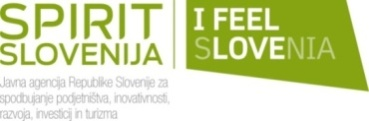 SPIRIT
SLOVENIJA
I FEEL
SLOVENIA
Javna agencija Republike Slovenije za
spodbujanje podjetništva, inovativnosti,
razvoja, investicij in turizma